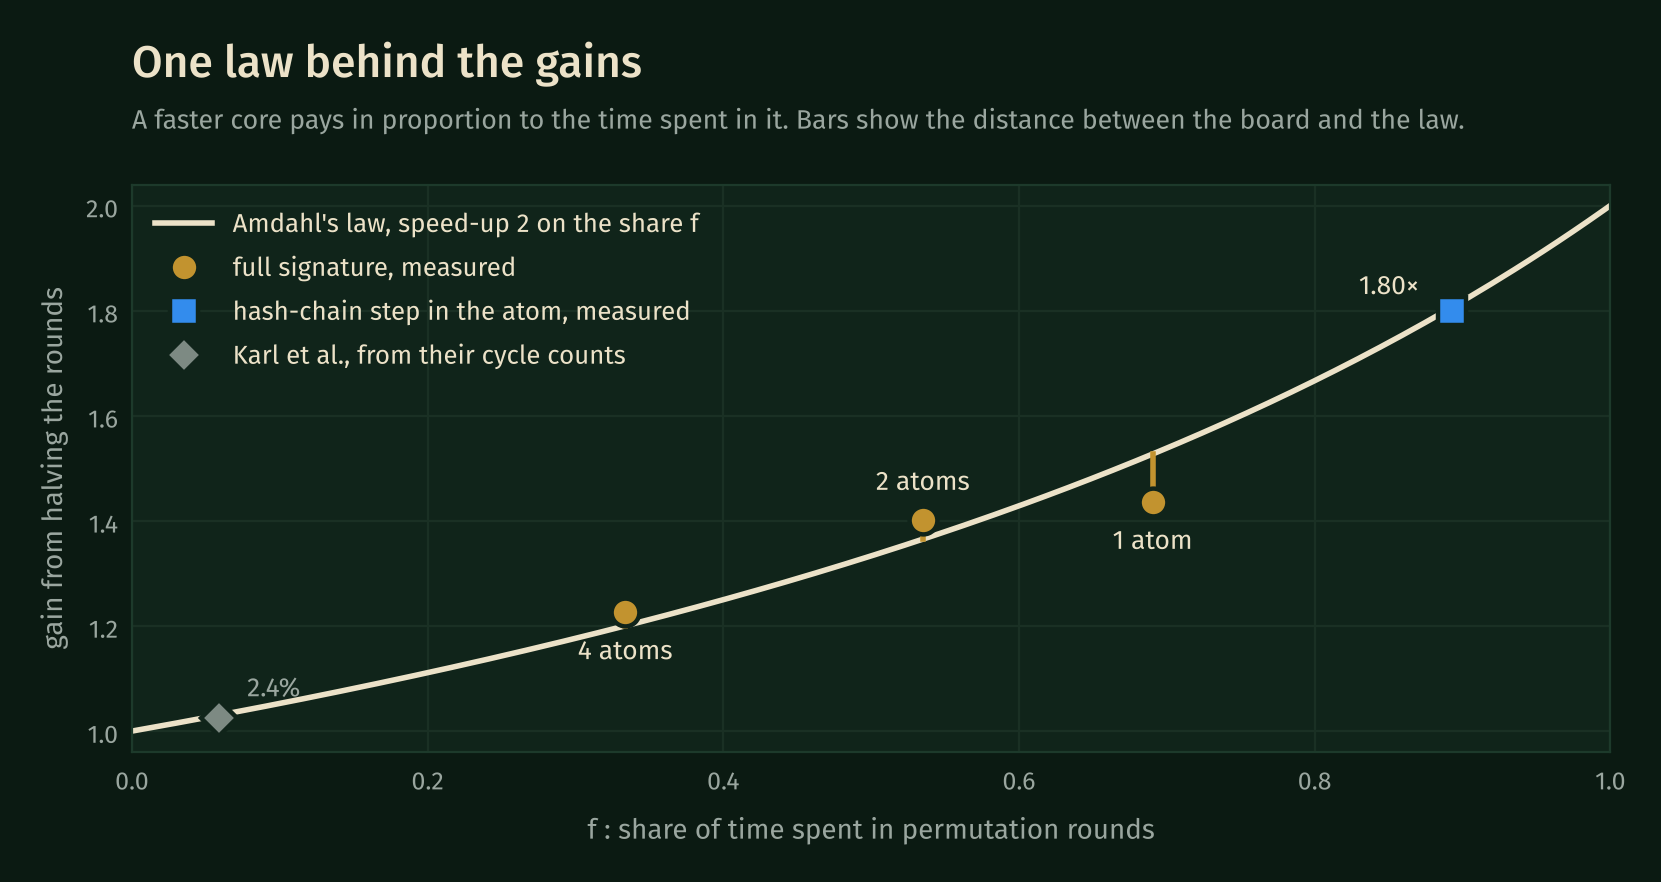 One law behind the gains
A faster core pays in proportion to the time spent in it. Bars show the distance between the board and the law.
Amdahl's law, speed-up 2 on the share f
full signature, measured
hash-chain step in the atom, measured
Karl et al., from their cycle counts
gain from halving the rounds
2.0
1.8
1.6
1.4
1.2
1.0
1.80×
2 atoms
1 atom
4 atoms
2.4%
0.0 0.2 0.4 0.6 0.8 1.0
f : share of time spent in permutation rounds